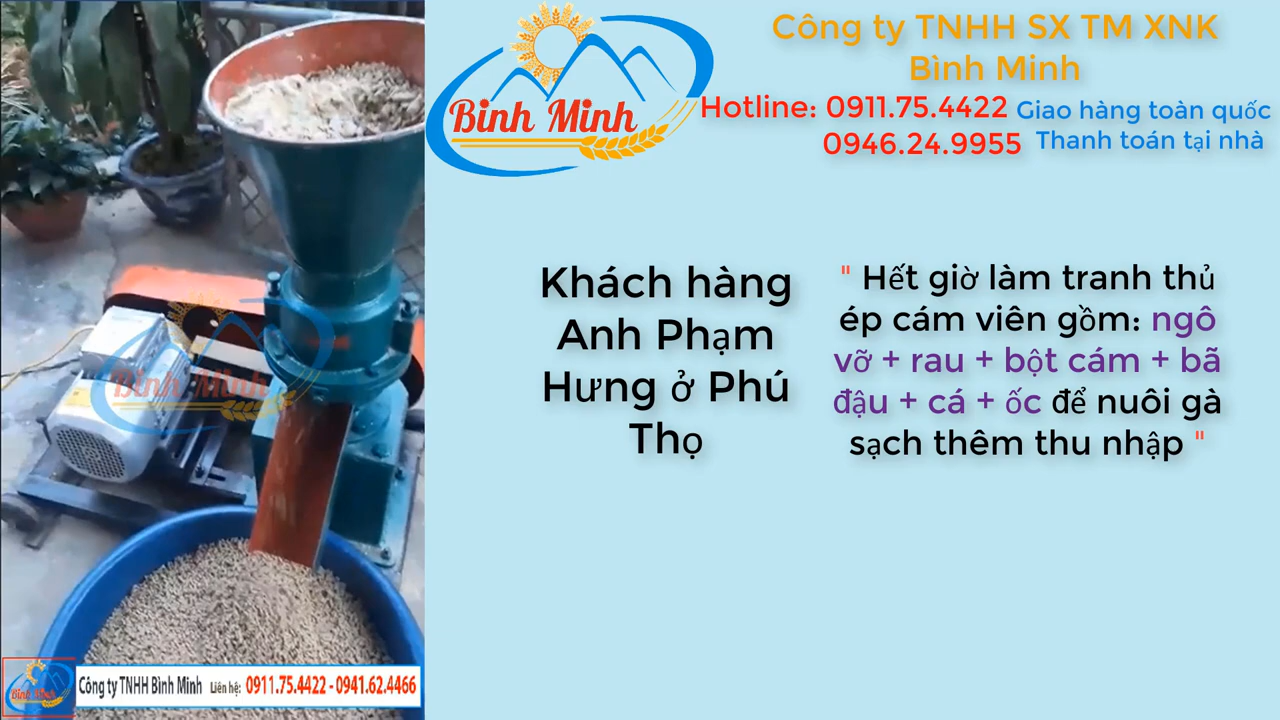 Công ty TNHH SX TM XNK
Bình Minh
Bình Minh
Hotline: 0911.75.4422
0946.24.9955
Giao hàng toàn quốc
Thanh toán tại nhà
Khách hàng
Anh Phạm
Hưng ở Phú
Thọ
" Hết giờ làm tranh thủ
ép cám viên gồm: ngô
vỡ + rau + bột cám + bã
đậu + cá + ốc để nuôi gà
sạch thêm thu nhập "
Bình Minh
Bình Minh
Công ty TNHH Bình Minh Liên hệ: 0911.75.4422 - 0941.62.4466